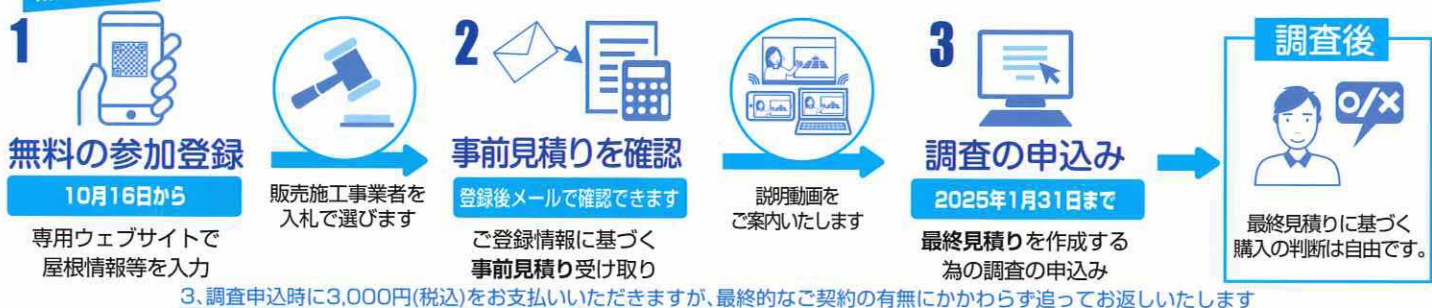 1
無料の参加登録
10月16日から
専用ウェブサイトで
屋根情報等を入力
販売施工事業者を
入札で選びます
2
事前見積りを確認
登録後メールで確認できます
ご登録情報に基づく
事前見積り受け取り
説明動画を
ご案内いたします
3
調査の申込み
2025年1月31日まで
最終見積りを作成する
為の調査の申込み
調査後
o/×
最終見積りに基づく
購入の判断は自由です。
3、調査申込時に3,000円(税込)をお支払いいただきますが、最終的なご契約の有無にかかわらず追ってお返しいたします